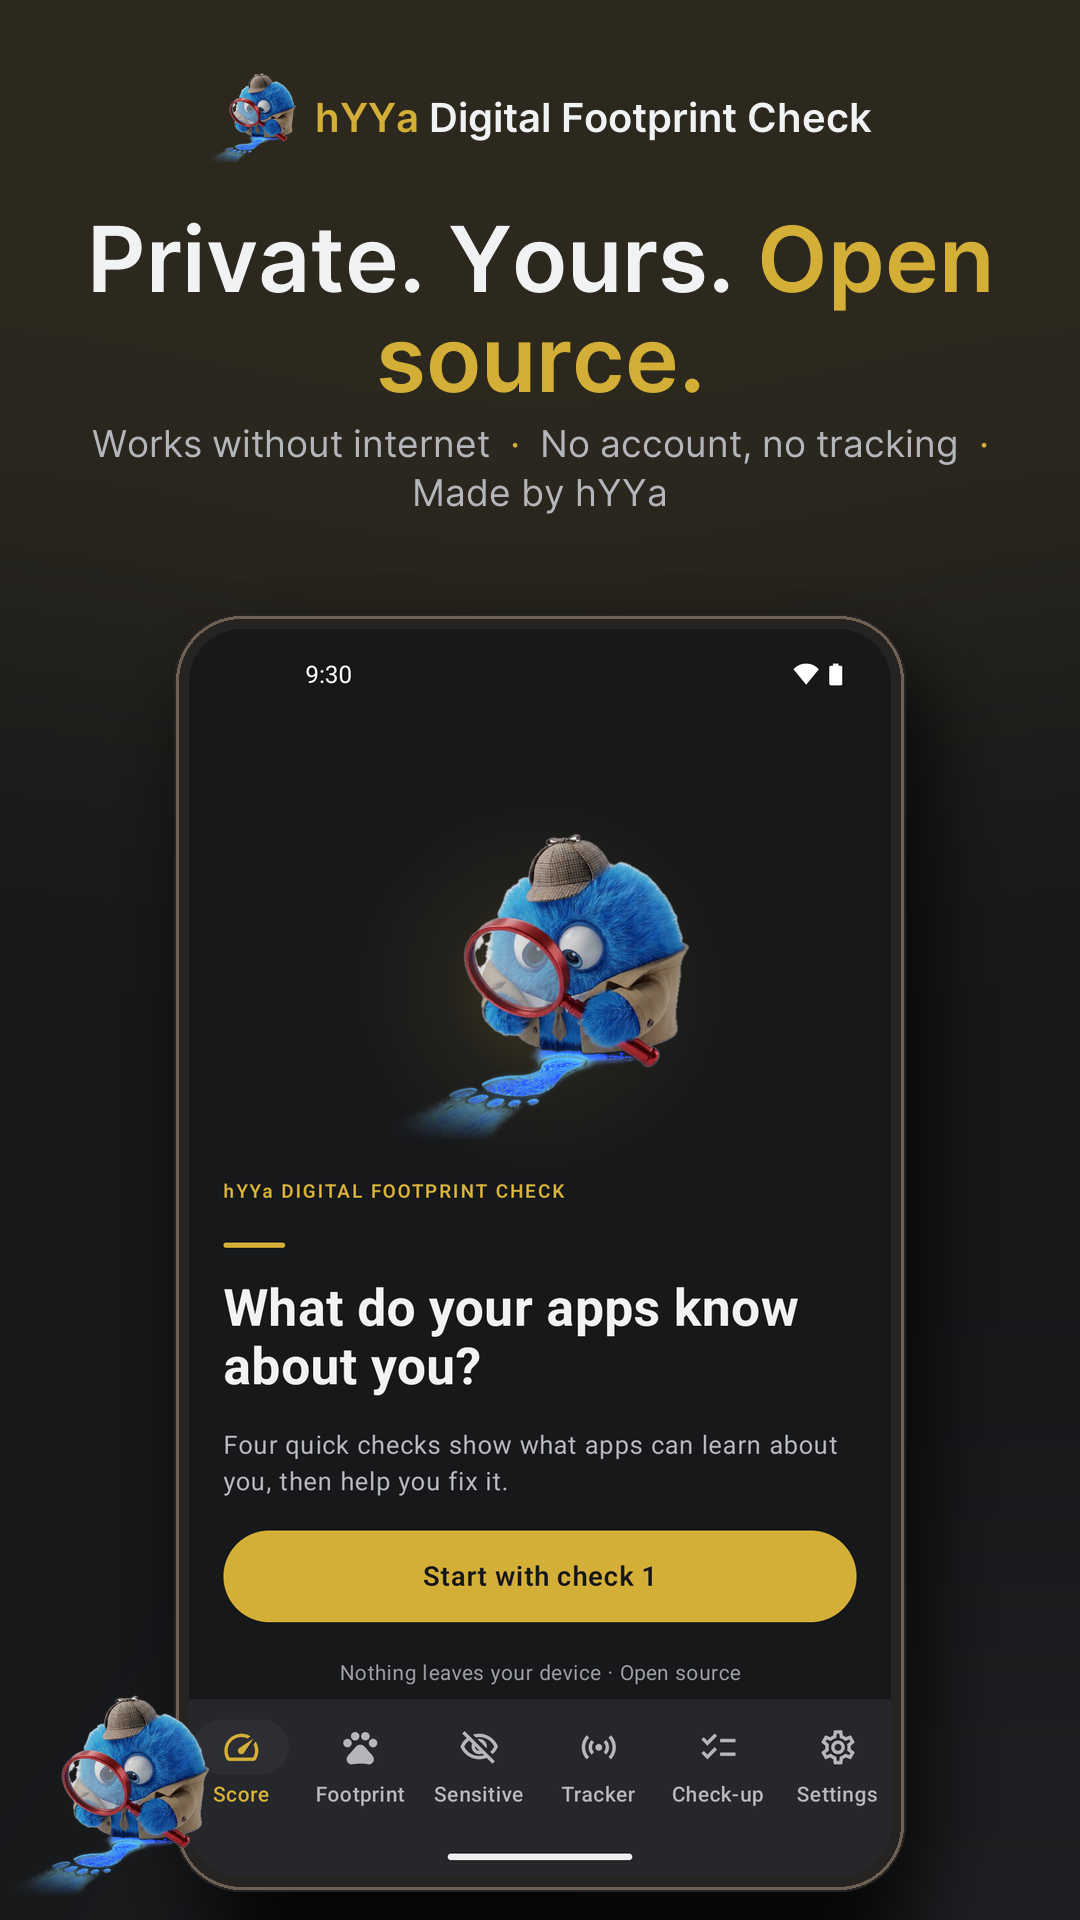 hYYa Digital Footprint Check
Private. Yours. Open
source.
Works without internet · No account, no tracking ·
Made by hYYa
9:30
hYYa DIGITAL FOOTPRINT CHECK
What do your apps know
about you?
Four quick checks show what apps can learn about
you, then help you fix it.
Start with check 1
Nothing leaves your device · Open source
Score Footprint Sensitive Tracker Check-up Settings